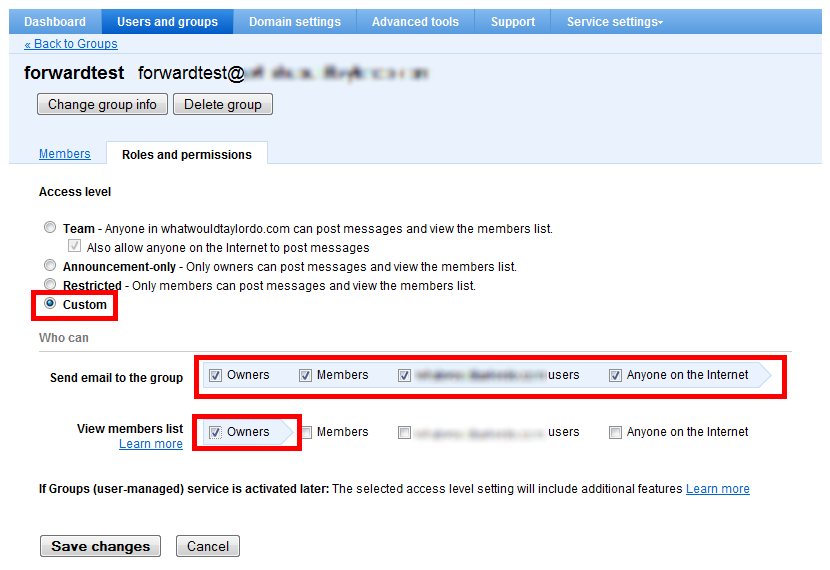 Dashboard Users and groups Domain settings Advanced tools Support Service settings
« Back to Groups
forwardtest forwardtest@
Change group info Delete group
Members Roles and permissions
Access level
Team - Anyone in whatwouldtaylordo.com can post messages and view the members list.
Also allow anyone on the Internet to post messages
Announcement-only - Only owners can post messages and view the members list.
Restricted - Only members can post messages and view the members list.
Custom
Who can
Send email to the group Owners Members users Anyone on the Internet
View members list Owners Members users Anyone on the Internet
Learn more
If Groups (user-managed) service is activated later: The selected access level setting will include additional features Learn more
Save changes Cancel